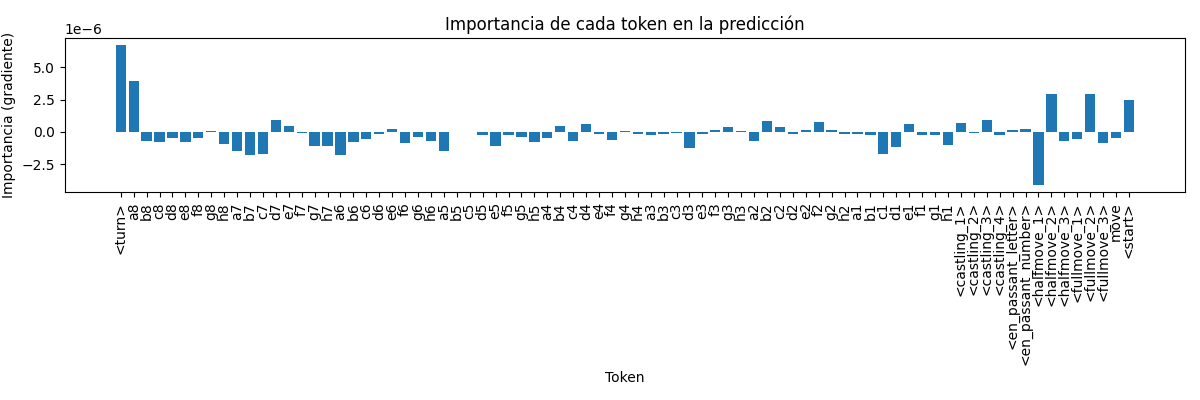 Importancia de cada token en la predicción
1e−6
Importancia (gradiente)
5.0
2.5
0.0
−2.5
<turn>
a8
b8
c8
d8
e8
f8
g8
h8
a7
b7
c7
d7
e7
f7
g7
h7
a6
b6
c6
d6
e6
f6
g6
h6
a5
b5
c5
d5
e5
f5
g5
h5
a4
b4
c4
d4
e4
f4
g4
h4
a3
b3
c3
d3
e3
f3
g3
h3
a2
b2
c2
d2
e2
f2
g2
h2
a1
b1
c1
d1
e1
f1
g1
h1
<castling_1>
<castling_2>
<castling_3>
<castling_4>
<en_passant_letter>
<en_passant_number>
<halfmove_1>
<halfmove_2>
<halfmove_3>
<fullmove_1>
<fullmove_2>
<fullmove_3>
move
<start>
Token